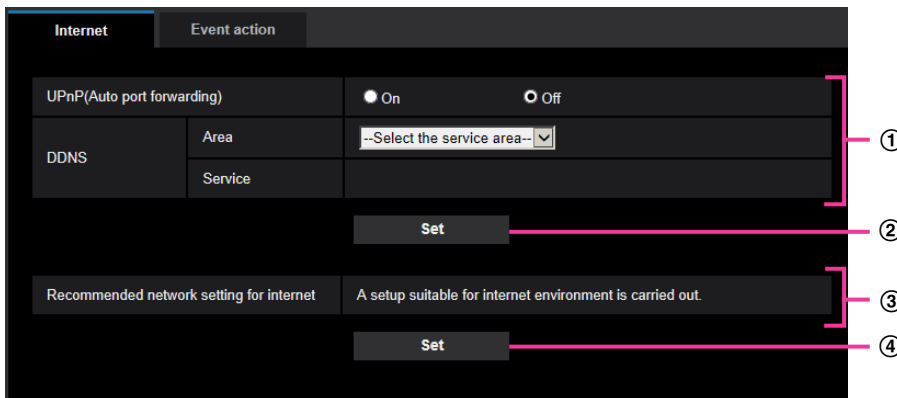 Internet Event action
UPnP(Auto port forwarding) On Off
①
DDNS
Area --Select the service area--
Service
Set ②
Recommended network setting for internet A setup suitable for internet environment is carried out. ③
Set ④